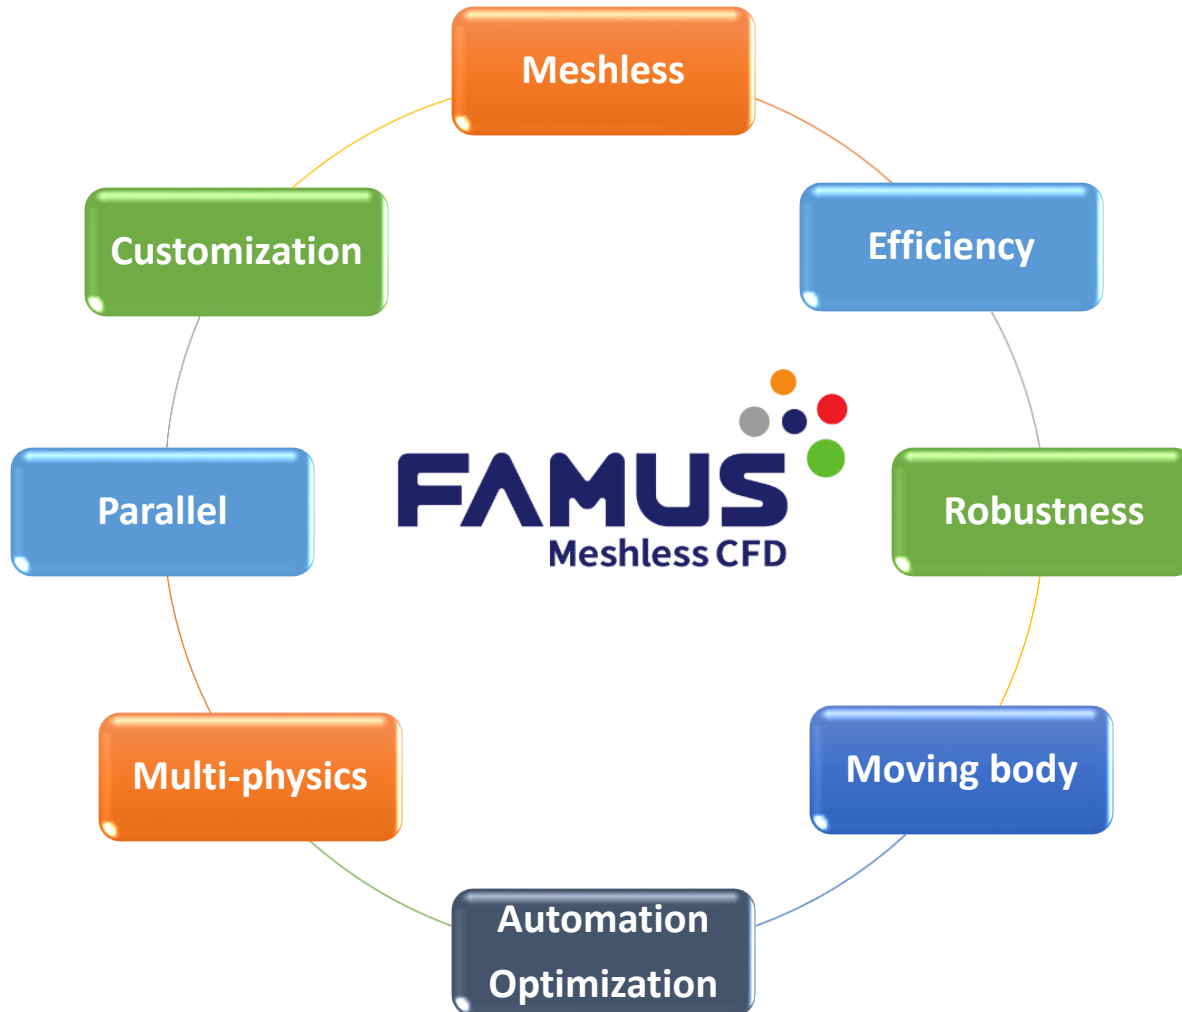 Meshless
Customization
Efficiency
FAMUS
Meshless CFD
Parallel
Robustness
Multi-physics
Moving body
Automation
Optimization